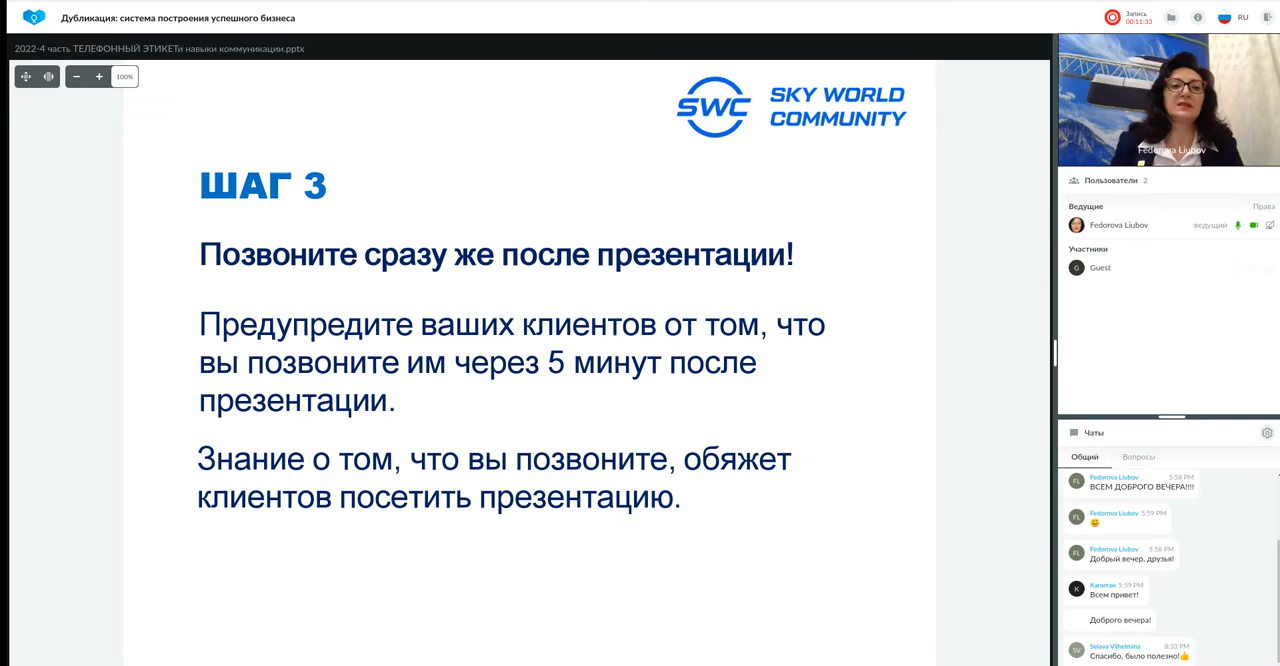 Дубликация: система построения успешного бизнеса
Запись
00:11:33
RU
2022-4 часть ТЕЛЕФОННЫЙ ЭТИКЕТи навыки коммуникации.pptx
100%
SWC
SKY WORLD
COMMUNITY
ШАГ 3
Позвоните сразу же после презентации!
Предупредите ваших клиентов от том, что
вы позвоните им через 5 минут после
презентации.
Знание о том, что вы позвоните, обяжет
клиентов посетить презентацию.
Fedorova Liubov
Пользователи 2
Ведущие Права
Fedorova Liubov ведущий
Участники
G Guest
Чаты
Общий Вопросы
FL Fedorova Liubov 5:58 PM
ВСЕМ ДОБРОГО ВЕЧЕРА!!!!
FL Fedorova Liubov 5:59 PM
😊
FL Fedorova Liubov 5:58 PM
Добрый вечер, друзья!
K Капитэн 5:59 PM
Всем привет!
Доброго вечера!
SV Selava Vilhelmina 8:33 PM
Спасибо, было полезно!👍